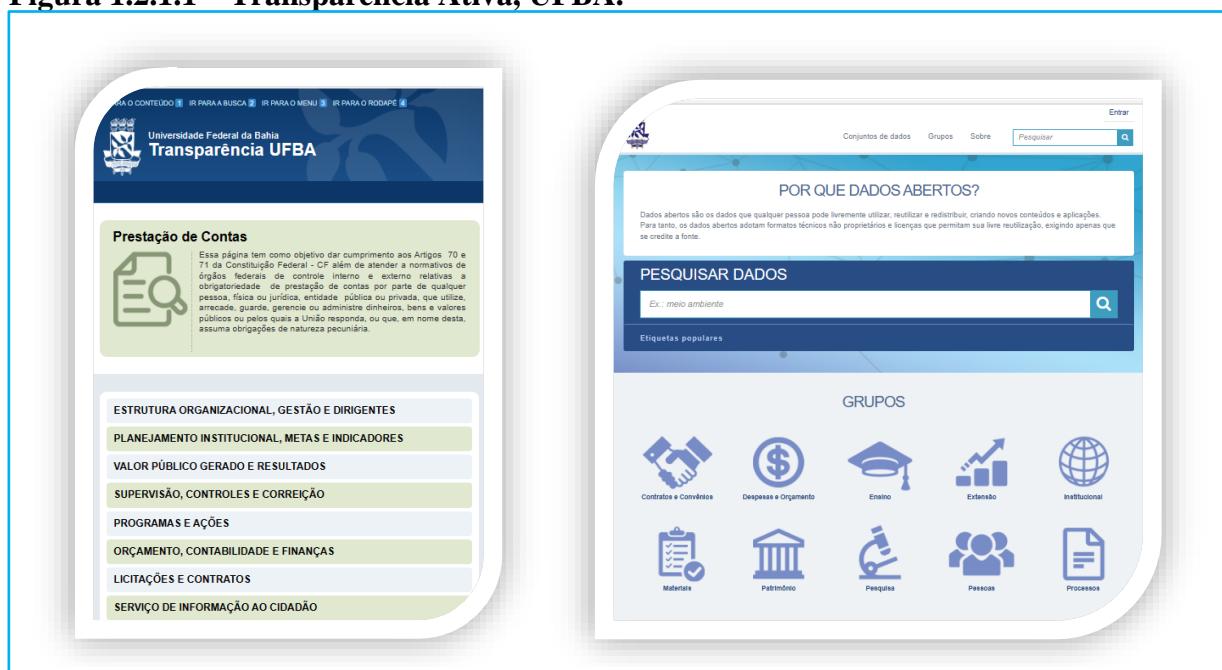 Figura 1.2.1.1 – Transparência Ativa, UFBA.
CONTEÚDO 1 IR PARA A BUSCA 2 IR PARA O MENU 3 IR PARA O RODAPÉ 4
Universidade Federal da Bahia
Transparência UFBA
Prestação de Contas
Essa página tem como objetivo dar cumprimento aos Artigos 70 e
71 da Constituição Federal - CF além de atender a normativos de
órgãos federais de controle interno e externo relativas a
obrigatoriedade de prestação de contas por parte de qualquer
pessoa, física ou jurídica, entidade pública ou privada, que utilize,
arrecade, guarde, gerencie ou administre dinheiros, bens e valores
públicos ou pelos quais a União responda, ou que, em nome desta,
assuma obrigações de natureza pecuniária.
ESTRUTURA ORGANIZACIONAL, GESTÃO E DIRIGENTES
PLANEJAMENTO INSTITUCIONAL, METAS E INDICADORES
VALOR PÚBLICO GERADO E RESULTADOS
SUPERVISÃO, CONTROLES E CORREIÇÃO
PROGRAMAS E AÇÕES
ORÇAMENTO, CONTABILIDADE E FINANÇAS
LICITAÇÕES E CONTRATOS
SERVIÇO DE INFORMAÇÃO AO CIDADÃO
Entrar
Conjuntos de dados Grupos Sobre Pesquisar
POR QUE DADOS ABERTOS?
Dados abertos são os dados que qualquer pessoa pode livremente utilizar, reutilizar e redistribuir, criando novos conteúdos e aplicações.
Para tanto, os dados abertos adotam formatos técnicos não proprietários e licenças que permitam sua livre reutilização, exigindo apenas que
se credite a fonte.
PESQUISAR DADOS
Ex.: meio ambiente
Etiquetas populares
GRUPOS
Contratos e Convênios Despesas e Orçamento Ensino Extensão Institucional
Materiais Patrimônio Pesquisa Pessoas Processos